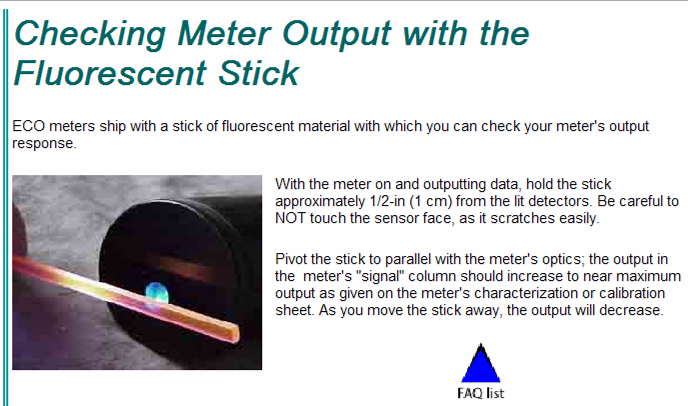 Checking Meter Output with the
Fluorescent Stick
ECO meters ship with a stick of fluorescent material with which you can check your meter's output
response.
With the meter on and outputting data, hold the stick
approximately 1/2-in (1 cm) from the lit detectors. Be careful to
NOT touch the sensor face, as it scratches easily.
Pivot the stick to parallel with the meter's optics; the output in
the meter's "signal" column should increase to near maximum
output as given on the meter's characterization or calibration
sheet. As you move the stick away, the output will decrease.
FAQ list